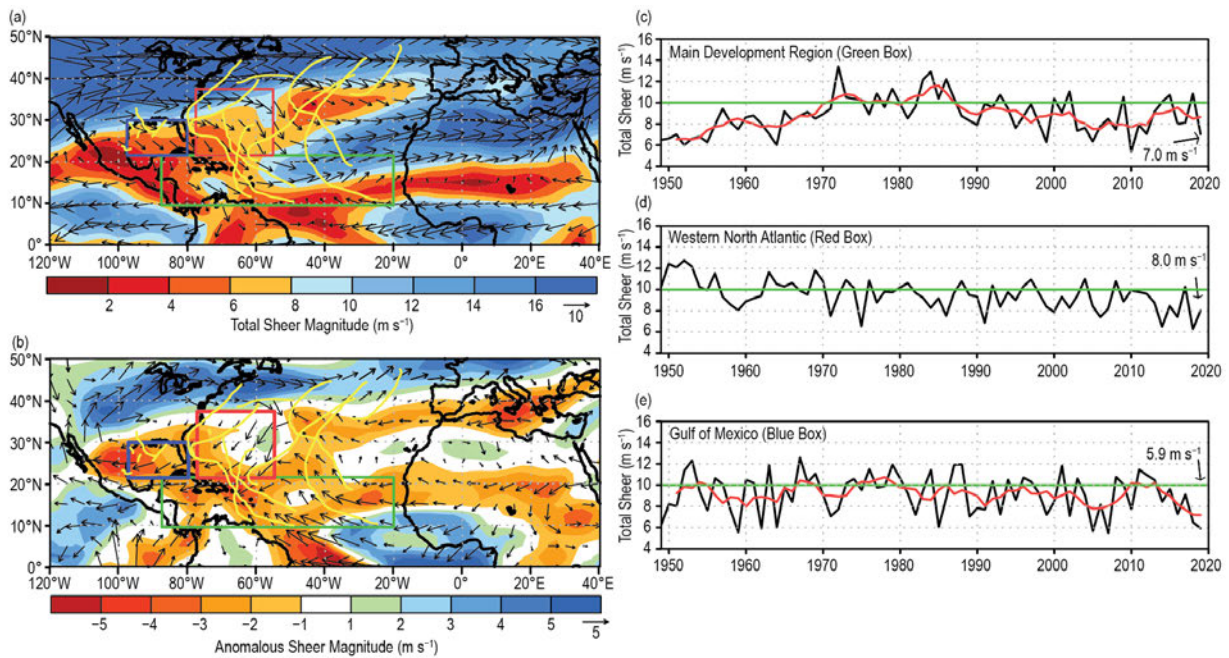 (a)
50°N
40°N
30°N
20°N
10°N
0°
120°W 100°W 80°W 60°W 40°W 20°W 0° 20°E 40°E
2 4 6 8 10 12 14 16 10
Total Sheer Magnitude (m s⁻¹)
(b)
50°N
40°N
30°N
20°N
10°N
0°
120°W 100°W 80°W 60°W 40°W 20°W 0° 20°E 40°E
−5 −4 −3 −2 −1 1 2 3 4 5 5
Anomalous Sheer Magnitude (m s⁻¹)
(c)
Total Sheer (m s⁻¹)
16
14
12
10
8
6
4
Main Development Region (Green Box)
7.0 m s⁻¹
1950 1960 1970 1980 1990 2000 2010 2020
(d)
Total Sheer (m s⁻¹)
16
14
12
10
8
6
4
Western North Atlantic (Red Box)
8.0 m s⁻¹
1950 1960 1970 1980 1990 2000 2010 2020
(e)
Total Sheer (m s⁻¹)
16
14
12
10
8
6
4
Gulf of Mexico (Blue Box)
5.9 m s⁻¹
1950 1960 1970 1980 1990 2000 2010 2020